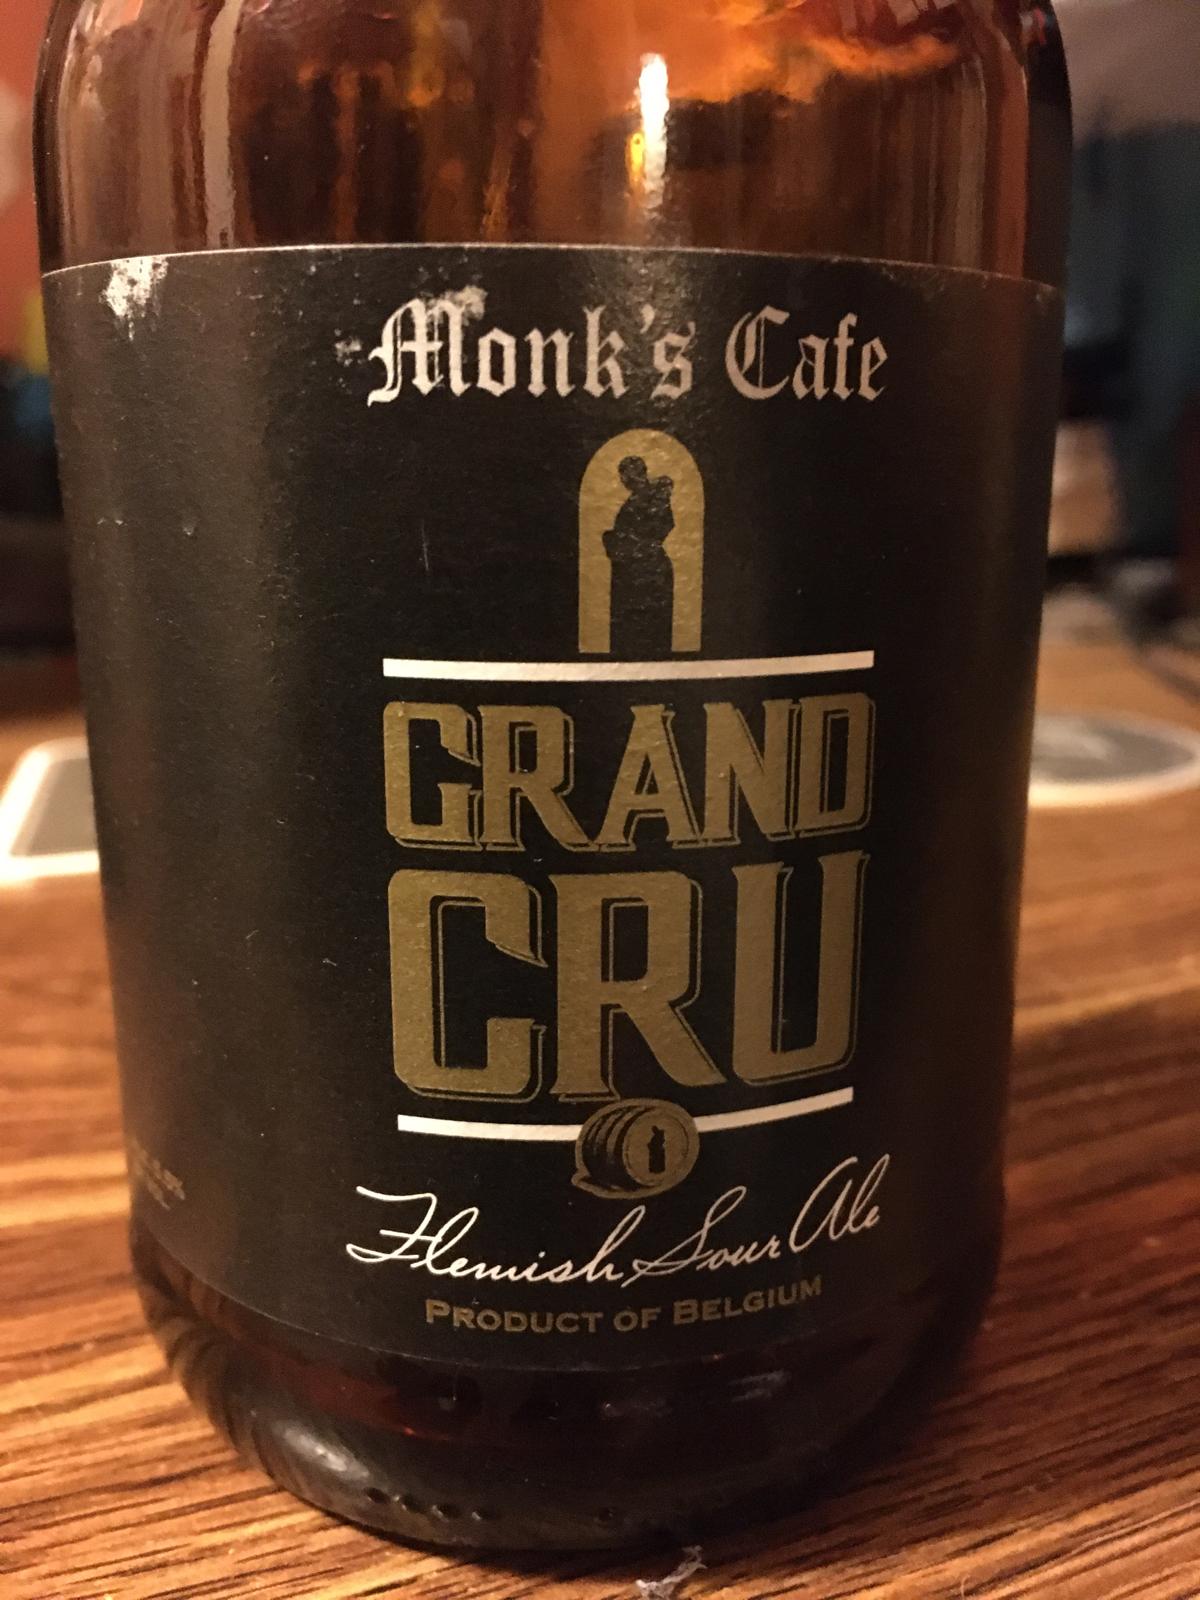 Monk's Cafe
GRAND
CRU
Flemish Sour Ale
PRODUCT OF BELGIUM